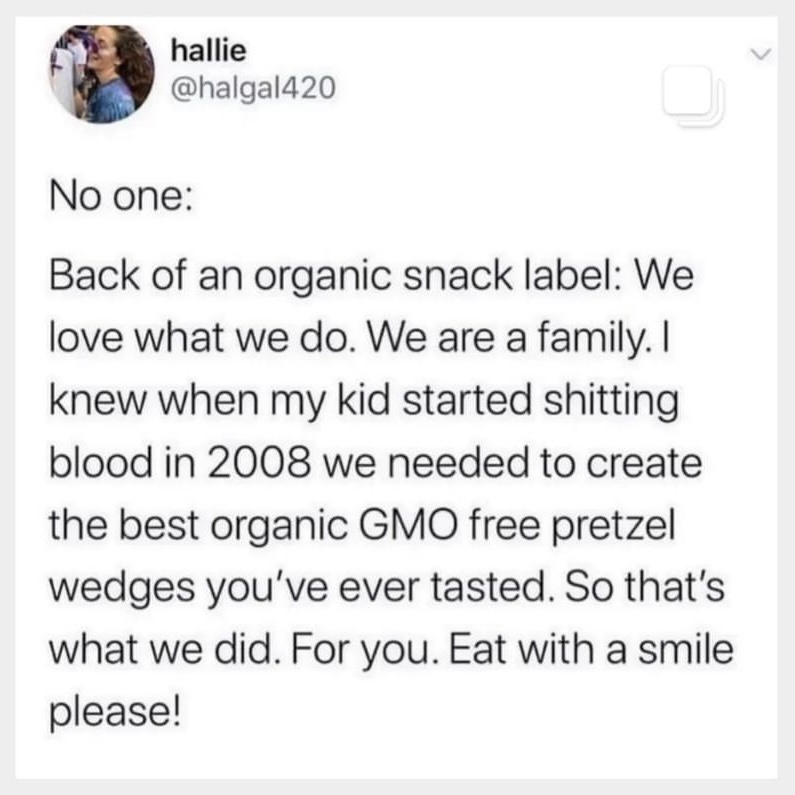 hallie
@halgal420
No one:
Back of an organic snack label: We
love what we do. We are a family. I
knew when my kid started shitting
blood in 2008 we needed to create
the best organic GMO free pretzel
wedges you've ever tasted. So that's
what we did. For you. Eat with a smile
please!